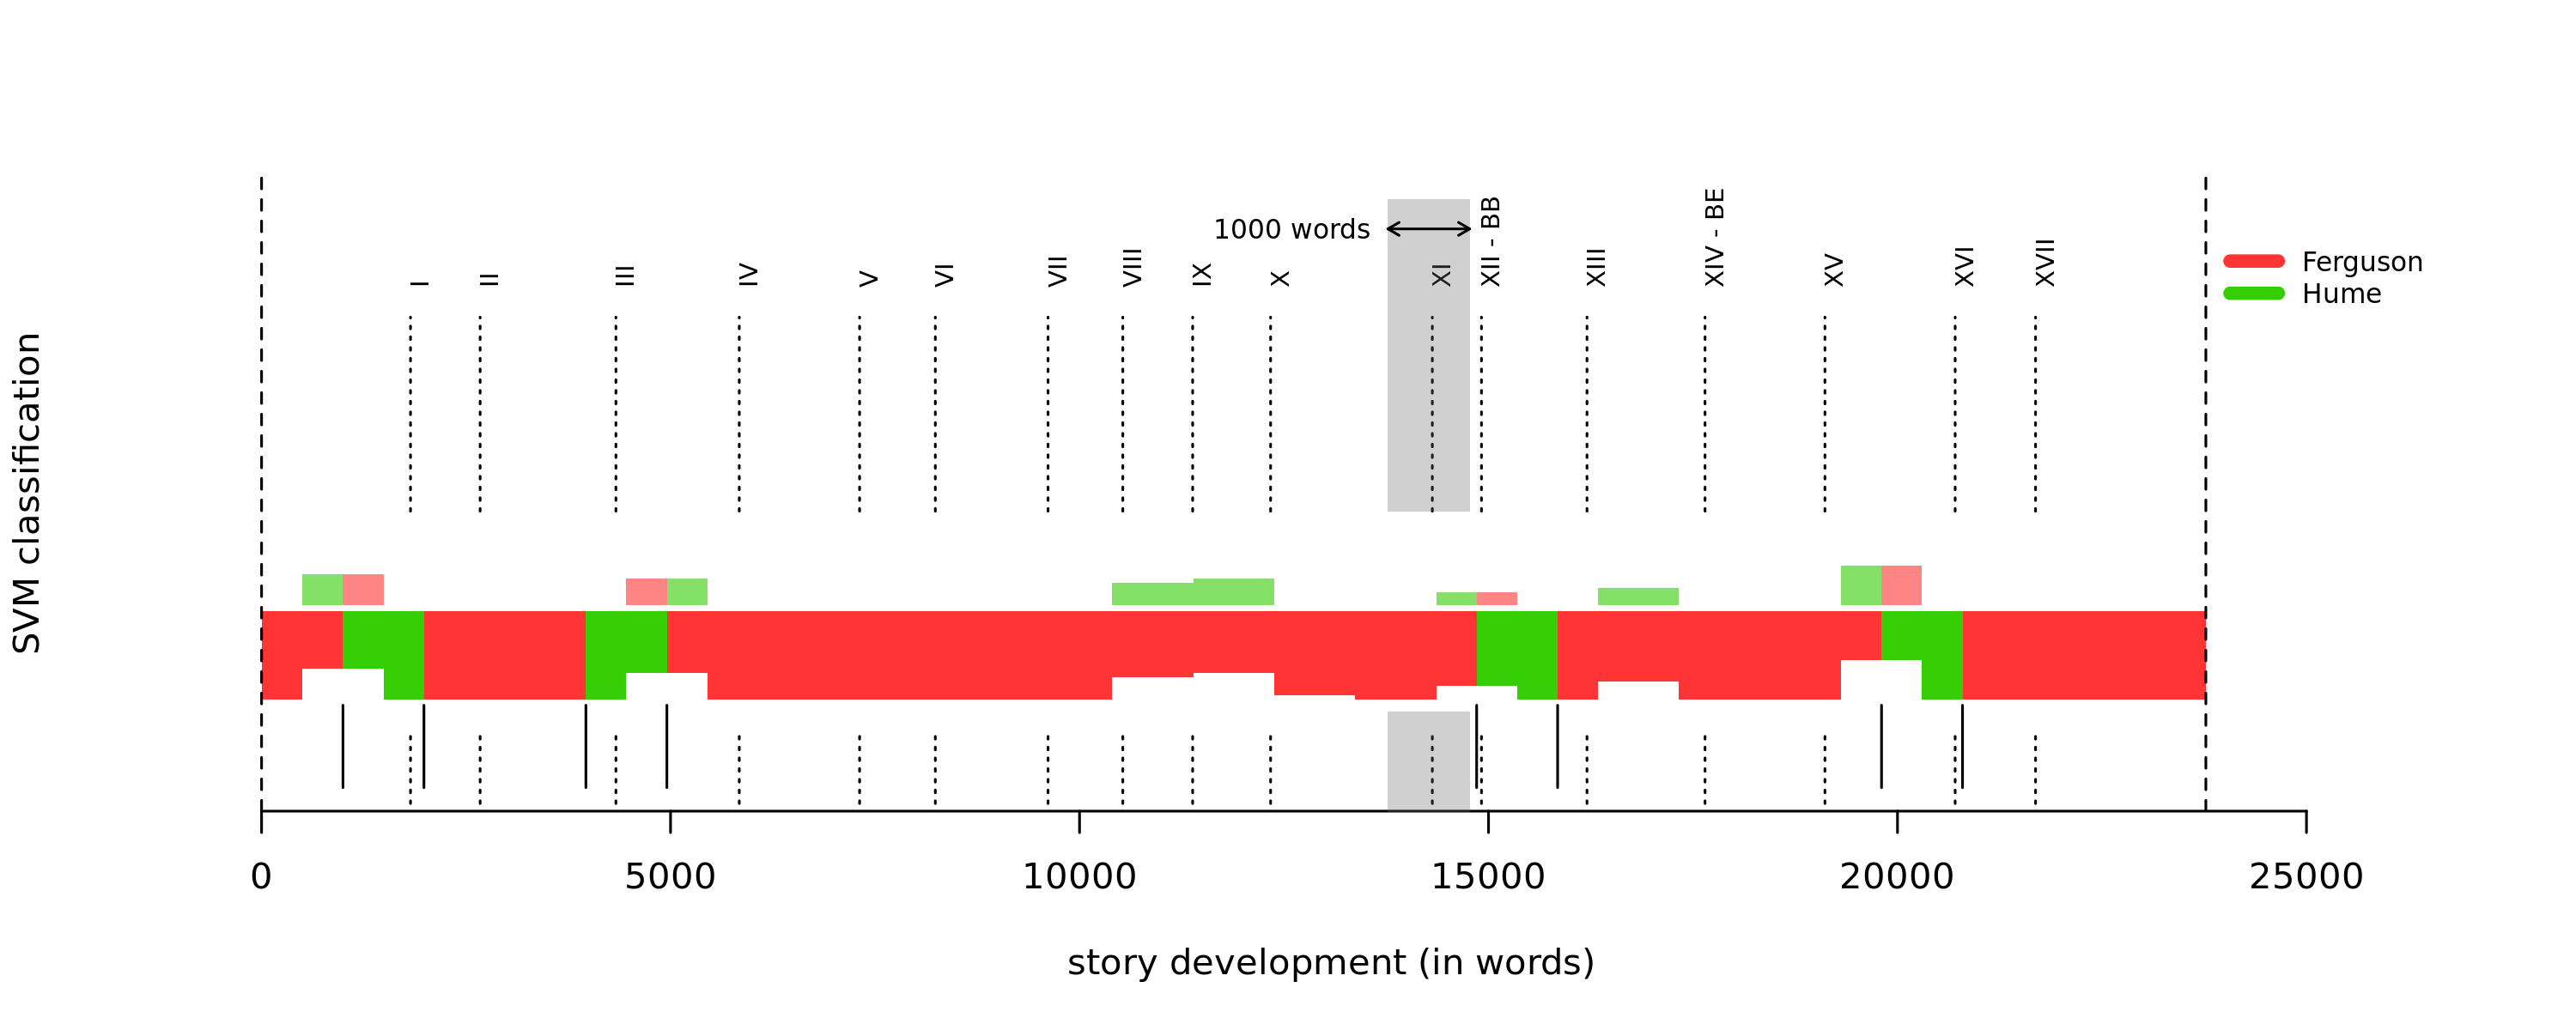 SVM classification
1000 words
I
II
III
IV
V
VI
VII
VIII
IX
X
XI
XII - BB
XIII
XIV - BE
XV
XVI
XVII
Ferguson
Hume
0
5000
10000
15000
20000
25000
story development (in words)